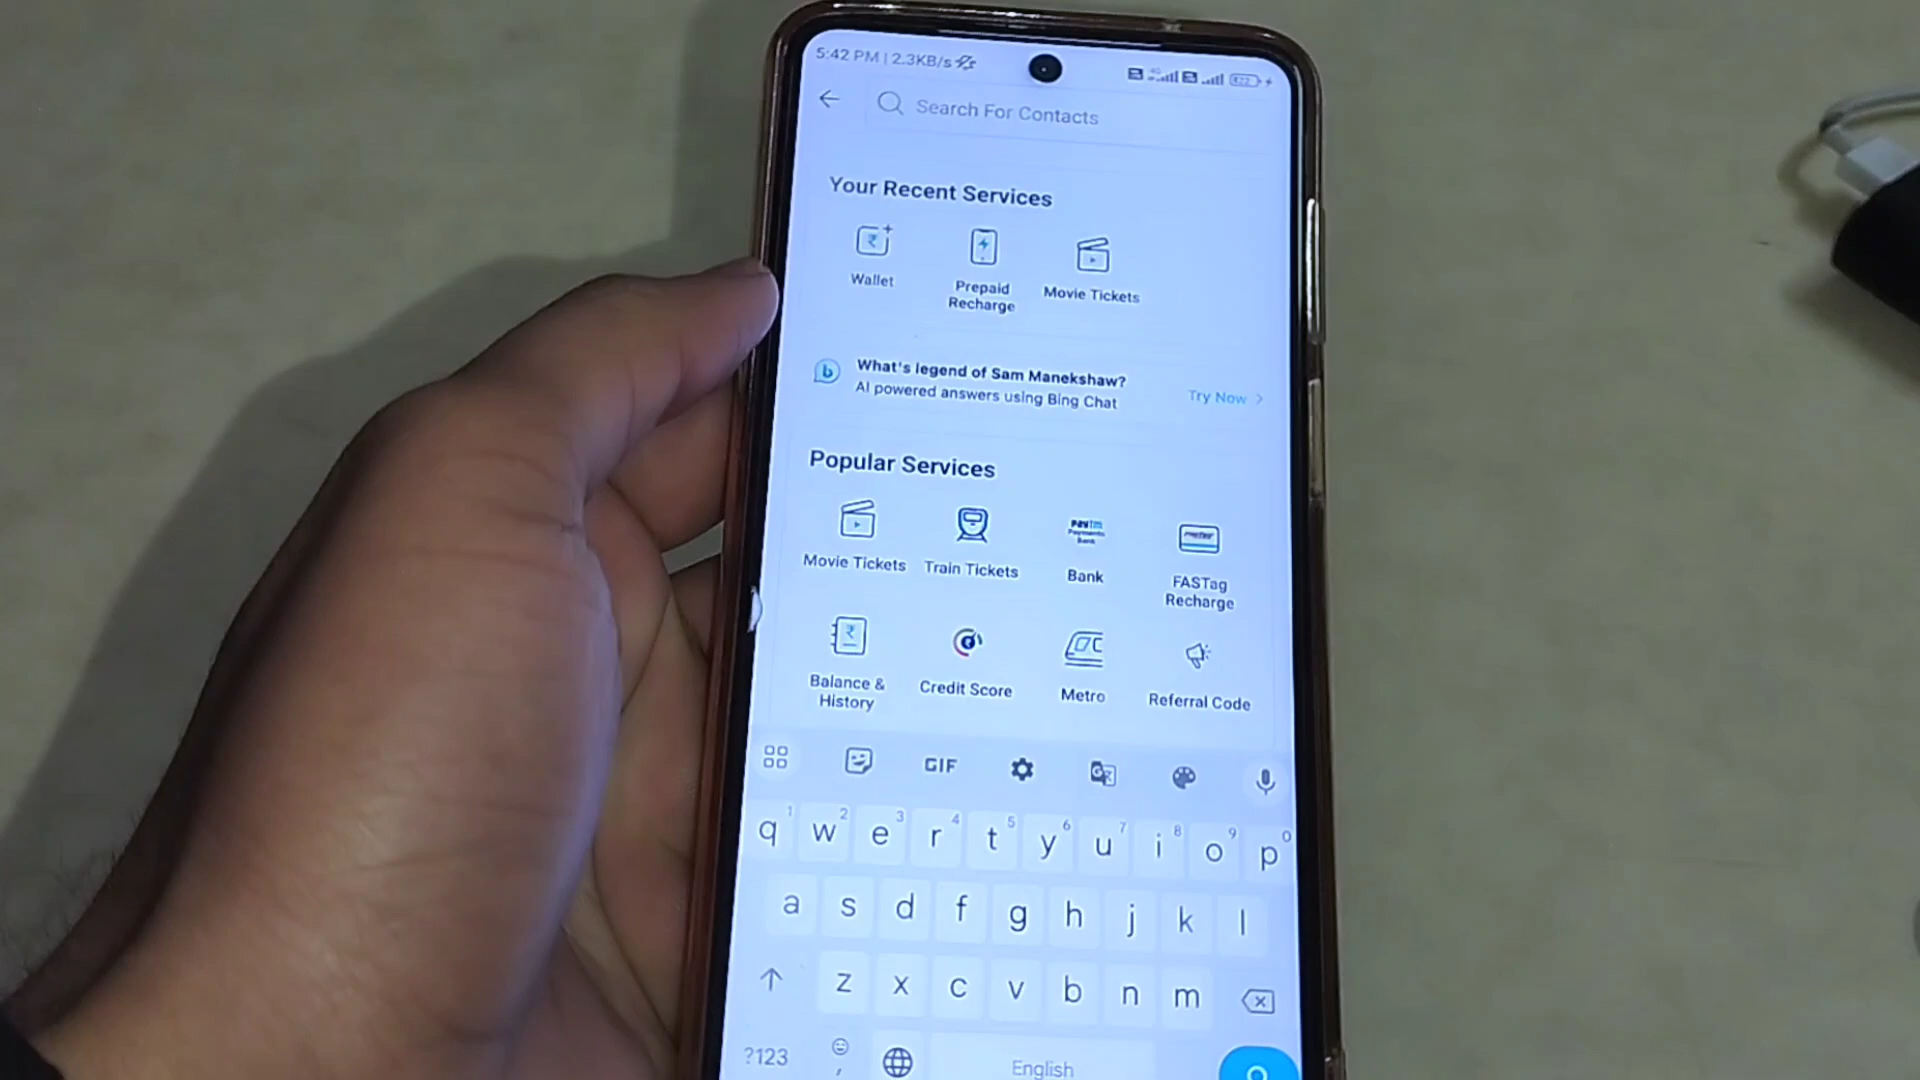 5:42 PM | 2.3KB/s
Search For Contacts
Your Recent Services
Wallet
Prepaid
Recharge
Movie Tickets
What's legend of Sam Manekshaw?
AI powered answers using Bing Chat
Try Now
Popular Services
Movie Tickets
Train Tickets
Paytm
Payments
Bank
Bank
FASTag
Recharge
Balance &
History
Credit Score
Metro
Referral Code
GIF
q 1 w 2 e 3 r 4 t 5 y 6 u 7 i 8 o 9 p 0
a s d f g h j k l
z x c v b n m
?123 , English